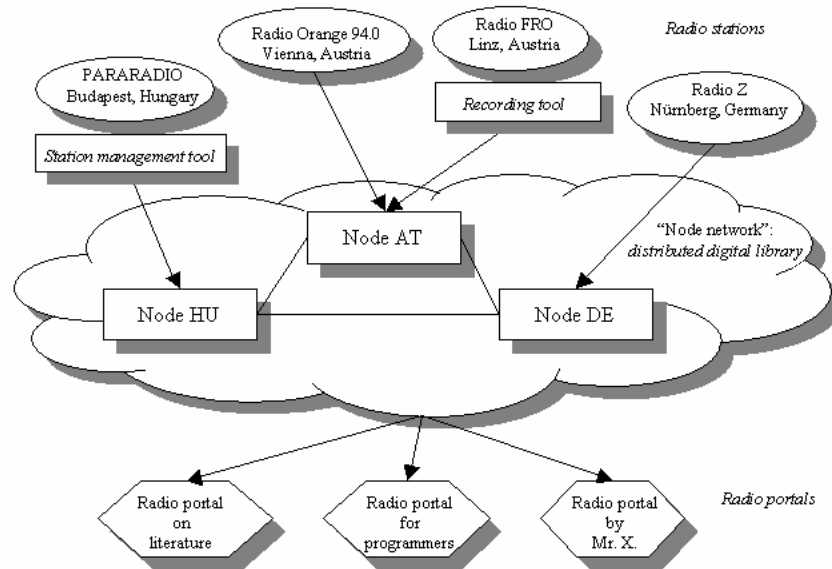 Radio Orange 94.0
Vienna, Austria
Radio FRO
Linz, Austria
Radio stations
PARARADIO
Budapest, Hungary
Radio Z
Nürnberg, Germany
Recording tool
Station management tool
Node AT
“Node network”:
distributed digital library
Node HU
Node DE
Radio portal
on
literature
Radio portal
for
programmers
Radio portal
by
Mr. X.
Radio portals